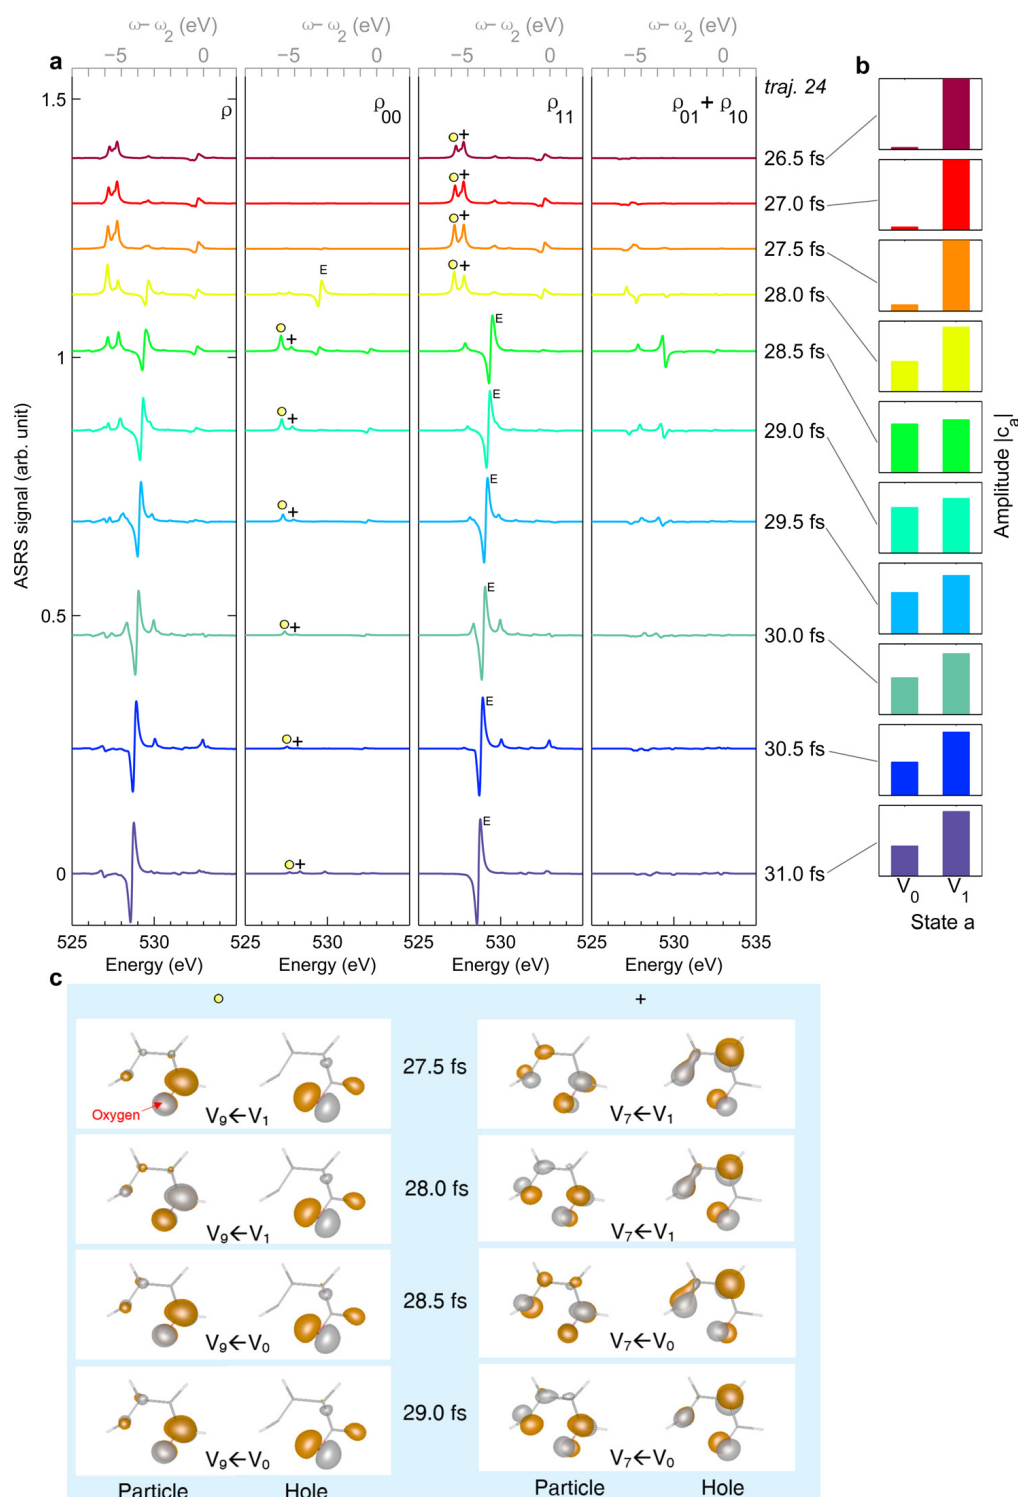 ω− ω2 (eV) ω− ω2 (eV) ω− ω2 (eV) ω− ω2 (eV)
a −5 0 −5 0 −5 0 −5 0 b
1.5 ρ ρ00 ρ11 ρ01 + ρ10 traj. 24
+
26.5 fs
+
27.0 fs
+
27.5 fs
+
E
28.0 fs
E
+
1 28.5 fs
E
+
29.0 fs
E
+
29.5 fs
E
+
0.5 30.0 fs
E
+
30.5 fs
E
+
0 31.0 fs
ASRS signal (arb. unit)
Amplitude |ca|
V0 V1
State a
525 530 525 530 525 530 525 530 535
Energy (eV) Energy (eV) Energy (eV) Energy (eV)
c
+
27.5 fs
Oxygen
V9←V1 V7←V1
28.0 fs
V9←V1 V7←V1
28.5 fs
V9←V0 V7←V0
29.0 fs
V9←V0 V7←V0
Particle Hole Particle Hole